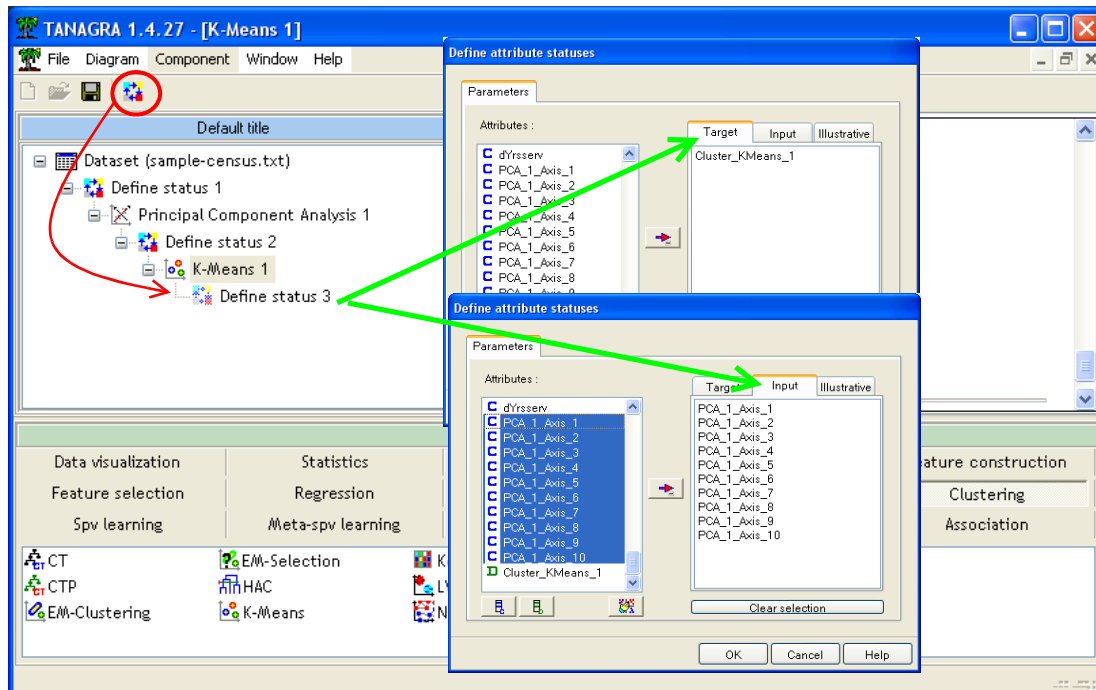 TANAGRA 1.4.27 - [K-Means 1]
File Diagram Component Window Help
Default title
Dataset (sample-census.txt)
Define status 1
Principal Component Analysis 1
Define status 2
K-Means 1
Define status 3
Define attribute statuses
Parameters
Attributes :
Target Input Illustrative
dYrsserv
PCA_1_Axis_1
PCA_1_Axis_2
PCA_1_Axis_3
PCA_1_Axis_4
PCA_1_Axis_5
PCA_1_Axis_6
PCA_1_Axis_7
PCA_1_Axis_8
PCA_1_Axis_9
Cluster_KMeans_1
Define attribute statuses
Parameters
Attributes :
Target Input Illustrative
dYrsserv
PCA_1_Axis_1
PCA_1_Axis_2
PCA_1_Axis_3
PCA_1_Axis_4
PCA_1_Axis_5
PCA_1_Axis_6
PCA_1_Axis_7
PCA_1_Axis_8
PCA_1_Axis_9
PCA_1_Axis_10
Cluster_KMeans_1
PCA_1_Axis_1
PCA_1_Axis_2
PCA_1_Axis_3
PCA_1_Axis_4
PCA_1_Axis_5
PCA_1_Axis_6
PCA_1_Axis_7
PCA_1_Axis_8
PCA_1_Axis_9
PCA_1_Axis_10
Clear selection
OK Cancel Help
Data visualization Statistics ature construction
Feature selection Regression Clustering
Spv learning Meta-spv learning Association
CT EM-Selection K
CTP HAC LV
EM-Clustering K-Means N